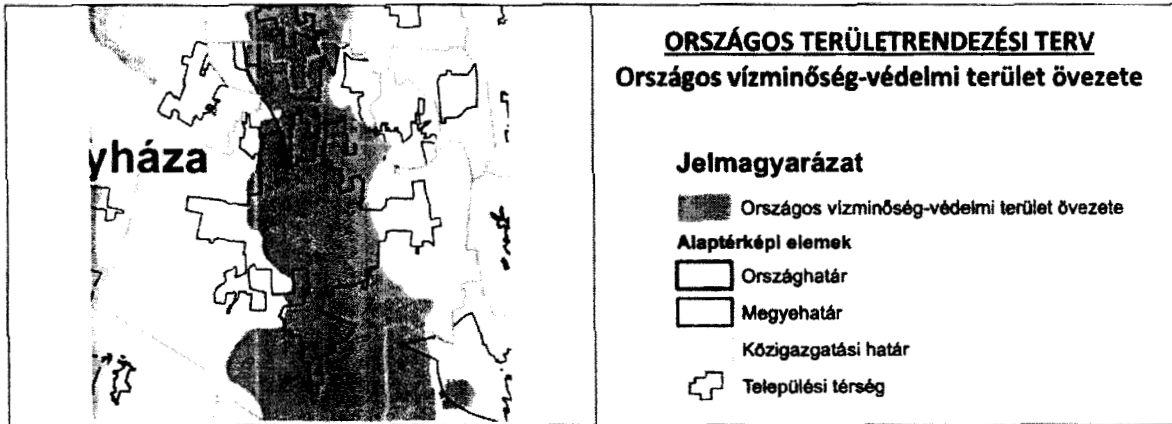 yháza
ORSZÁGOS TERÜLETRENDEZÉSI TERV
Országos vízminőség-védelmi terület övezete
Jelmagyarázat
Országos vízminőség-védelmi terület övezete
Alaptérképi elemek
Országhatár
Megyehatár
Közigazgatási határ
Települési térség